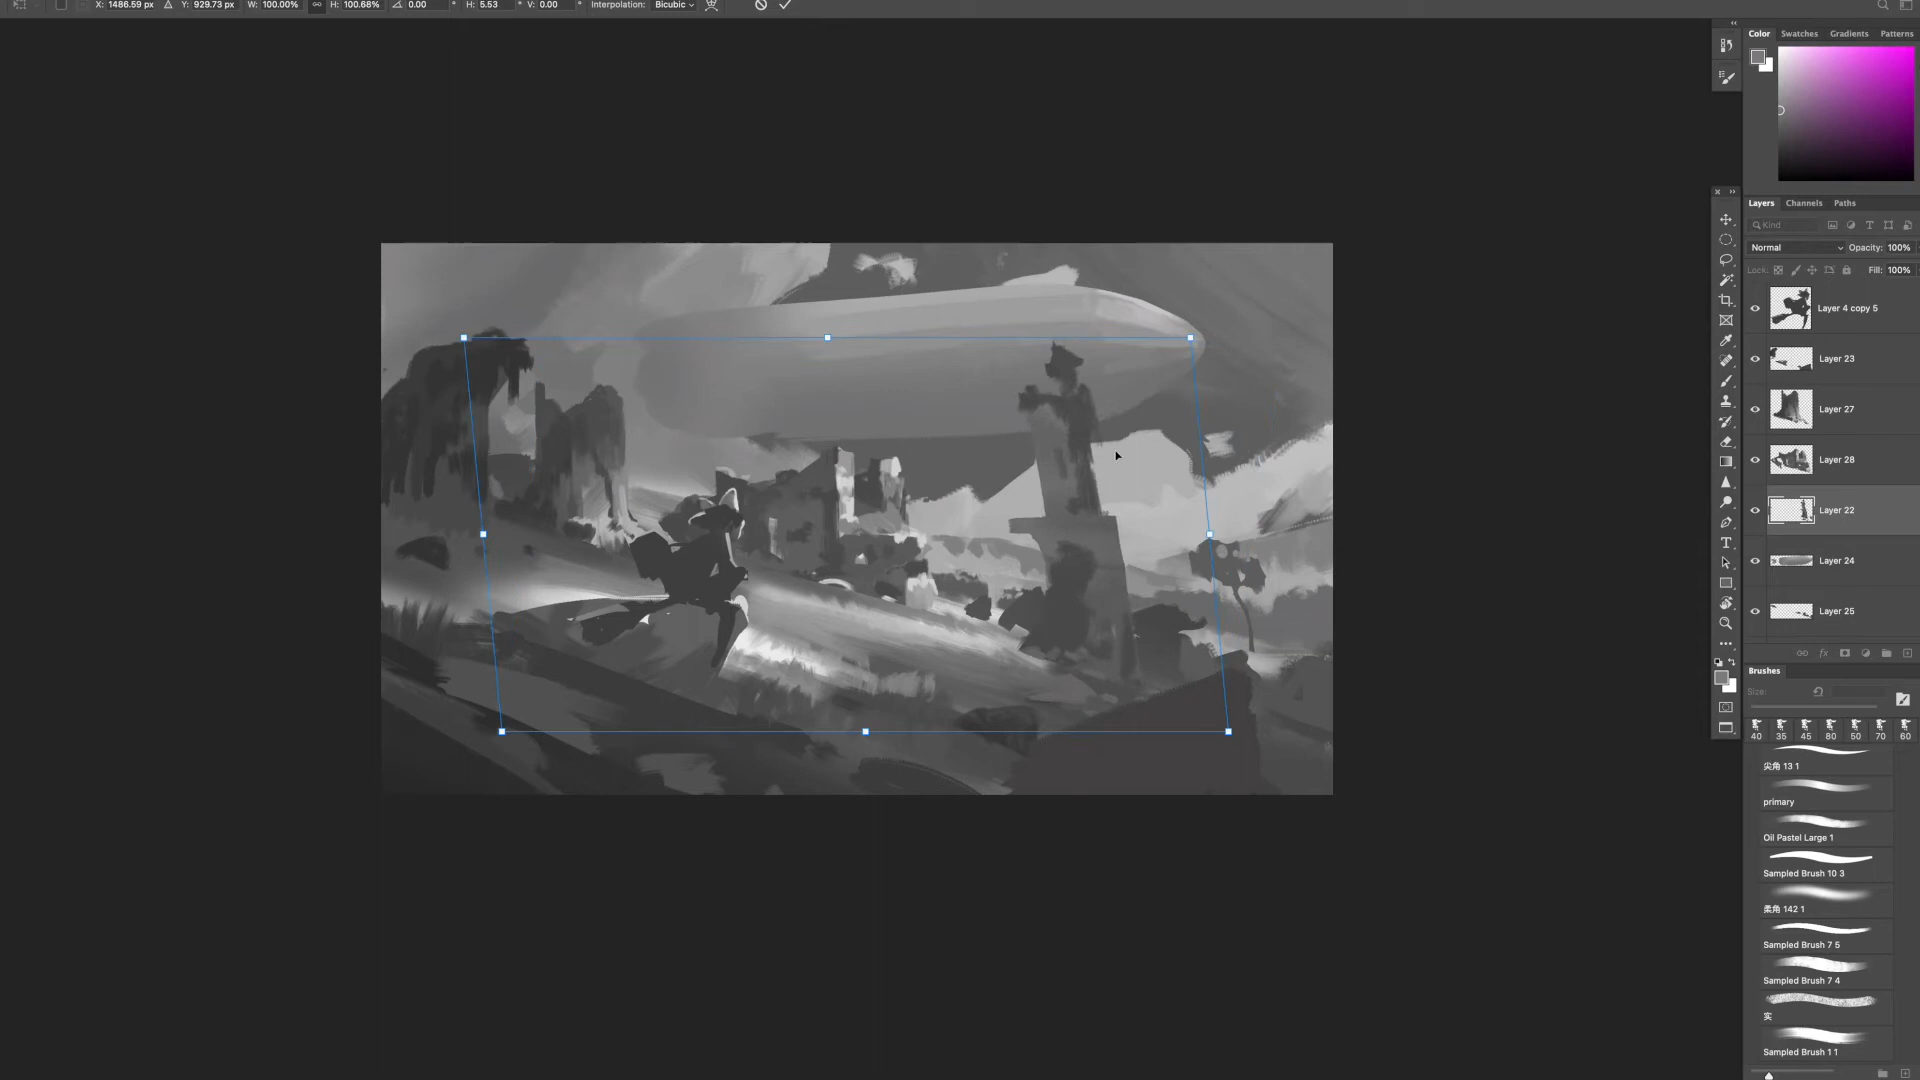 X: 1486.59 px Y: 929.73 px W: 100.00% H: 100.68% 0.00 ° H: 5.53 ° V: 0.00 ° Interpolation: Bicubic
Color Swatches Gradients Patterns
Layers Channels Paths
Kind
Normal Opacity: 100%
Lock: Fill: 100%
Layer 4 copy 5
Layer 23
Layer 27
Layer 28
Layer 22
Layer 24
Layer 25
fx
Brushes
Size:
40 35 45 80 50 70 60
尖角 13 1
primary
Oil Pastel Large 1
Sampled Brush 10 3
柔角 142 1
Sampled Brush 7 5
Sampled Brush 7 4
实
Sampled Brush 1 1